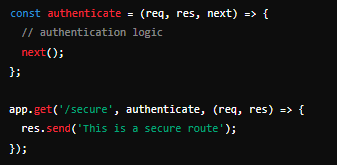 const authenticate = (req, res, next) => {
  // authentication logic
  next();
};

app.get('/secure', authenticate, (req, res) => {
  res.send('This is a secure route');
});